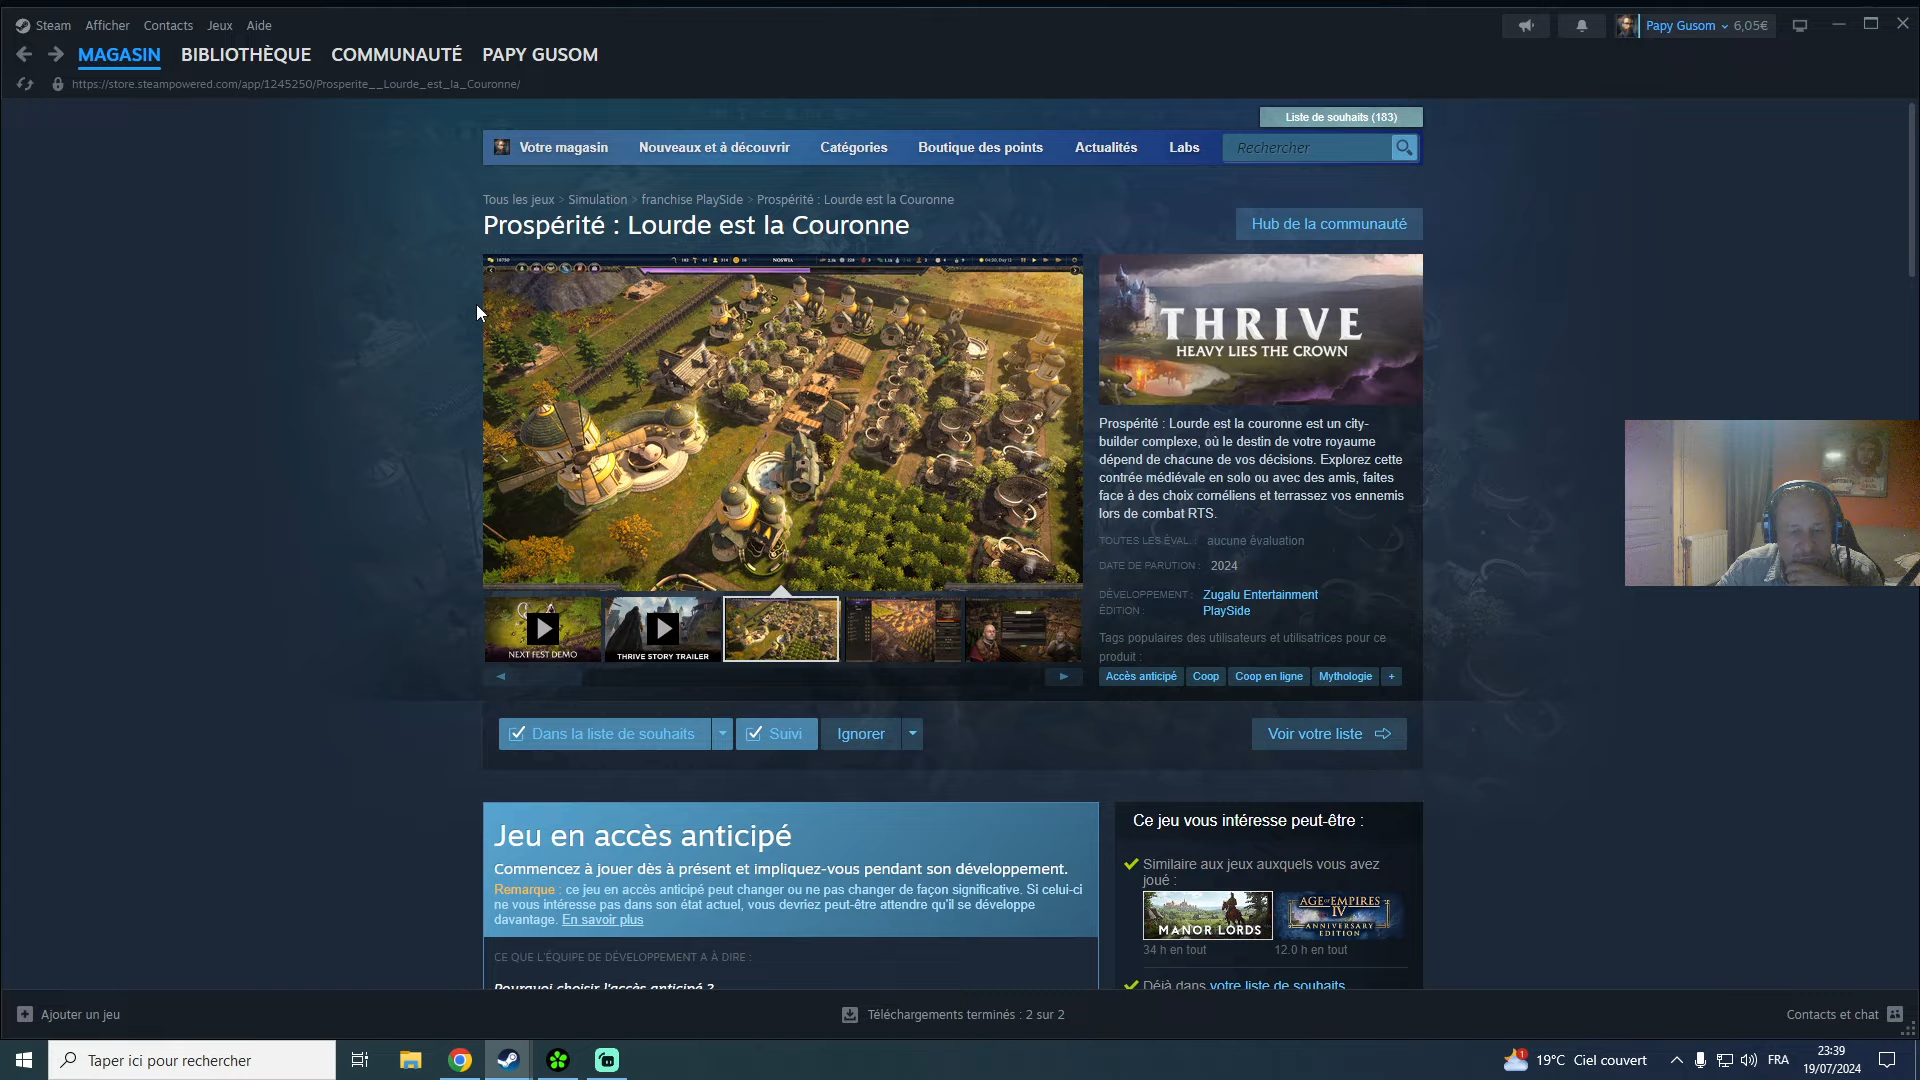 Steam Afficher Contacts Jeux Aide
Papy Gusom 6,05€
MAGASIN BIBLIOTHÈQUE COMMUNAUTÉ PAPY GUSOM
https://store.steampowered.com/app/1245250/Prosperite__Lourde_est_la_Couronne/
Liste de souhaits (183)
Votre magasin Nouveaux et à découvrir Catégories Boutique des points Actualités Labs Rechercher
Tous les jeux > Simulation > franchise PlaySide > Prospérité : Lourde est la Couronne
Prospérité : Lourde est la Couronne
Hub de la communauté
NOSWIA
THRIVE
HEAVY LIES THE CROWN
Prospérité : Lourde est la couronne est un city-
builder complexe, où le destin de votre royaume
dépend de chacune de vos décisions. Explorez cette
contrée médiévale en solo ou avec des amis, faites
face à des choix cornéliens et terrassez vos ennemis
lors de combat RTS.
TOUTES LES ÉVAL. : aucune évaluation
DATE DE PARUTION : 2024
DÉVELOPPEMENT : Zugalu Entertainment
ÉDITION : PlaySide
Tags populaires des utilisateurs et utilisatrices pour ce
produit :
Accès anticipé Coop Coop en ligne Mythologie +
NEXT FEST DEMO
THRIVE STORY TRAILER
Dans la liste de souhaits Suivi Ignorer
Voir votre liste
Jeu en accès anticipé
Commencez à jouer dès à présent et impliquez-vous pendant son développement.
Remarque : ce jeu en accès anticipé peut changer ou ne pas changer de façon significative. Si celui-ci
ne vous intéresse pas dans son état actuel, vous devriez peut-être attendre qu'il se développe
davantage. En savoir plus
CE QUE L'ÉQUIPE DE DÉVELOPPEMENT A À DIRE :
Pourquoi choisir l'accès anticipé ?
Ce jeu vous intéresse peut-être :
Similaire aux jeux auxquels vous avez
joué :
MANOR LORDS
AGE OF EMPIRES
IV
ANNIVERSARY
EDITION
34 h en tout 12.0 h en tout
Déjà dans votre liste de souhaits
Ajouter un jeu
Téléchargements terminés : 2 sur 2
Contacts et chat
Taper ici pour rechercher
1
19°C Ciel couvert
FRA
23:39
19/07/2024